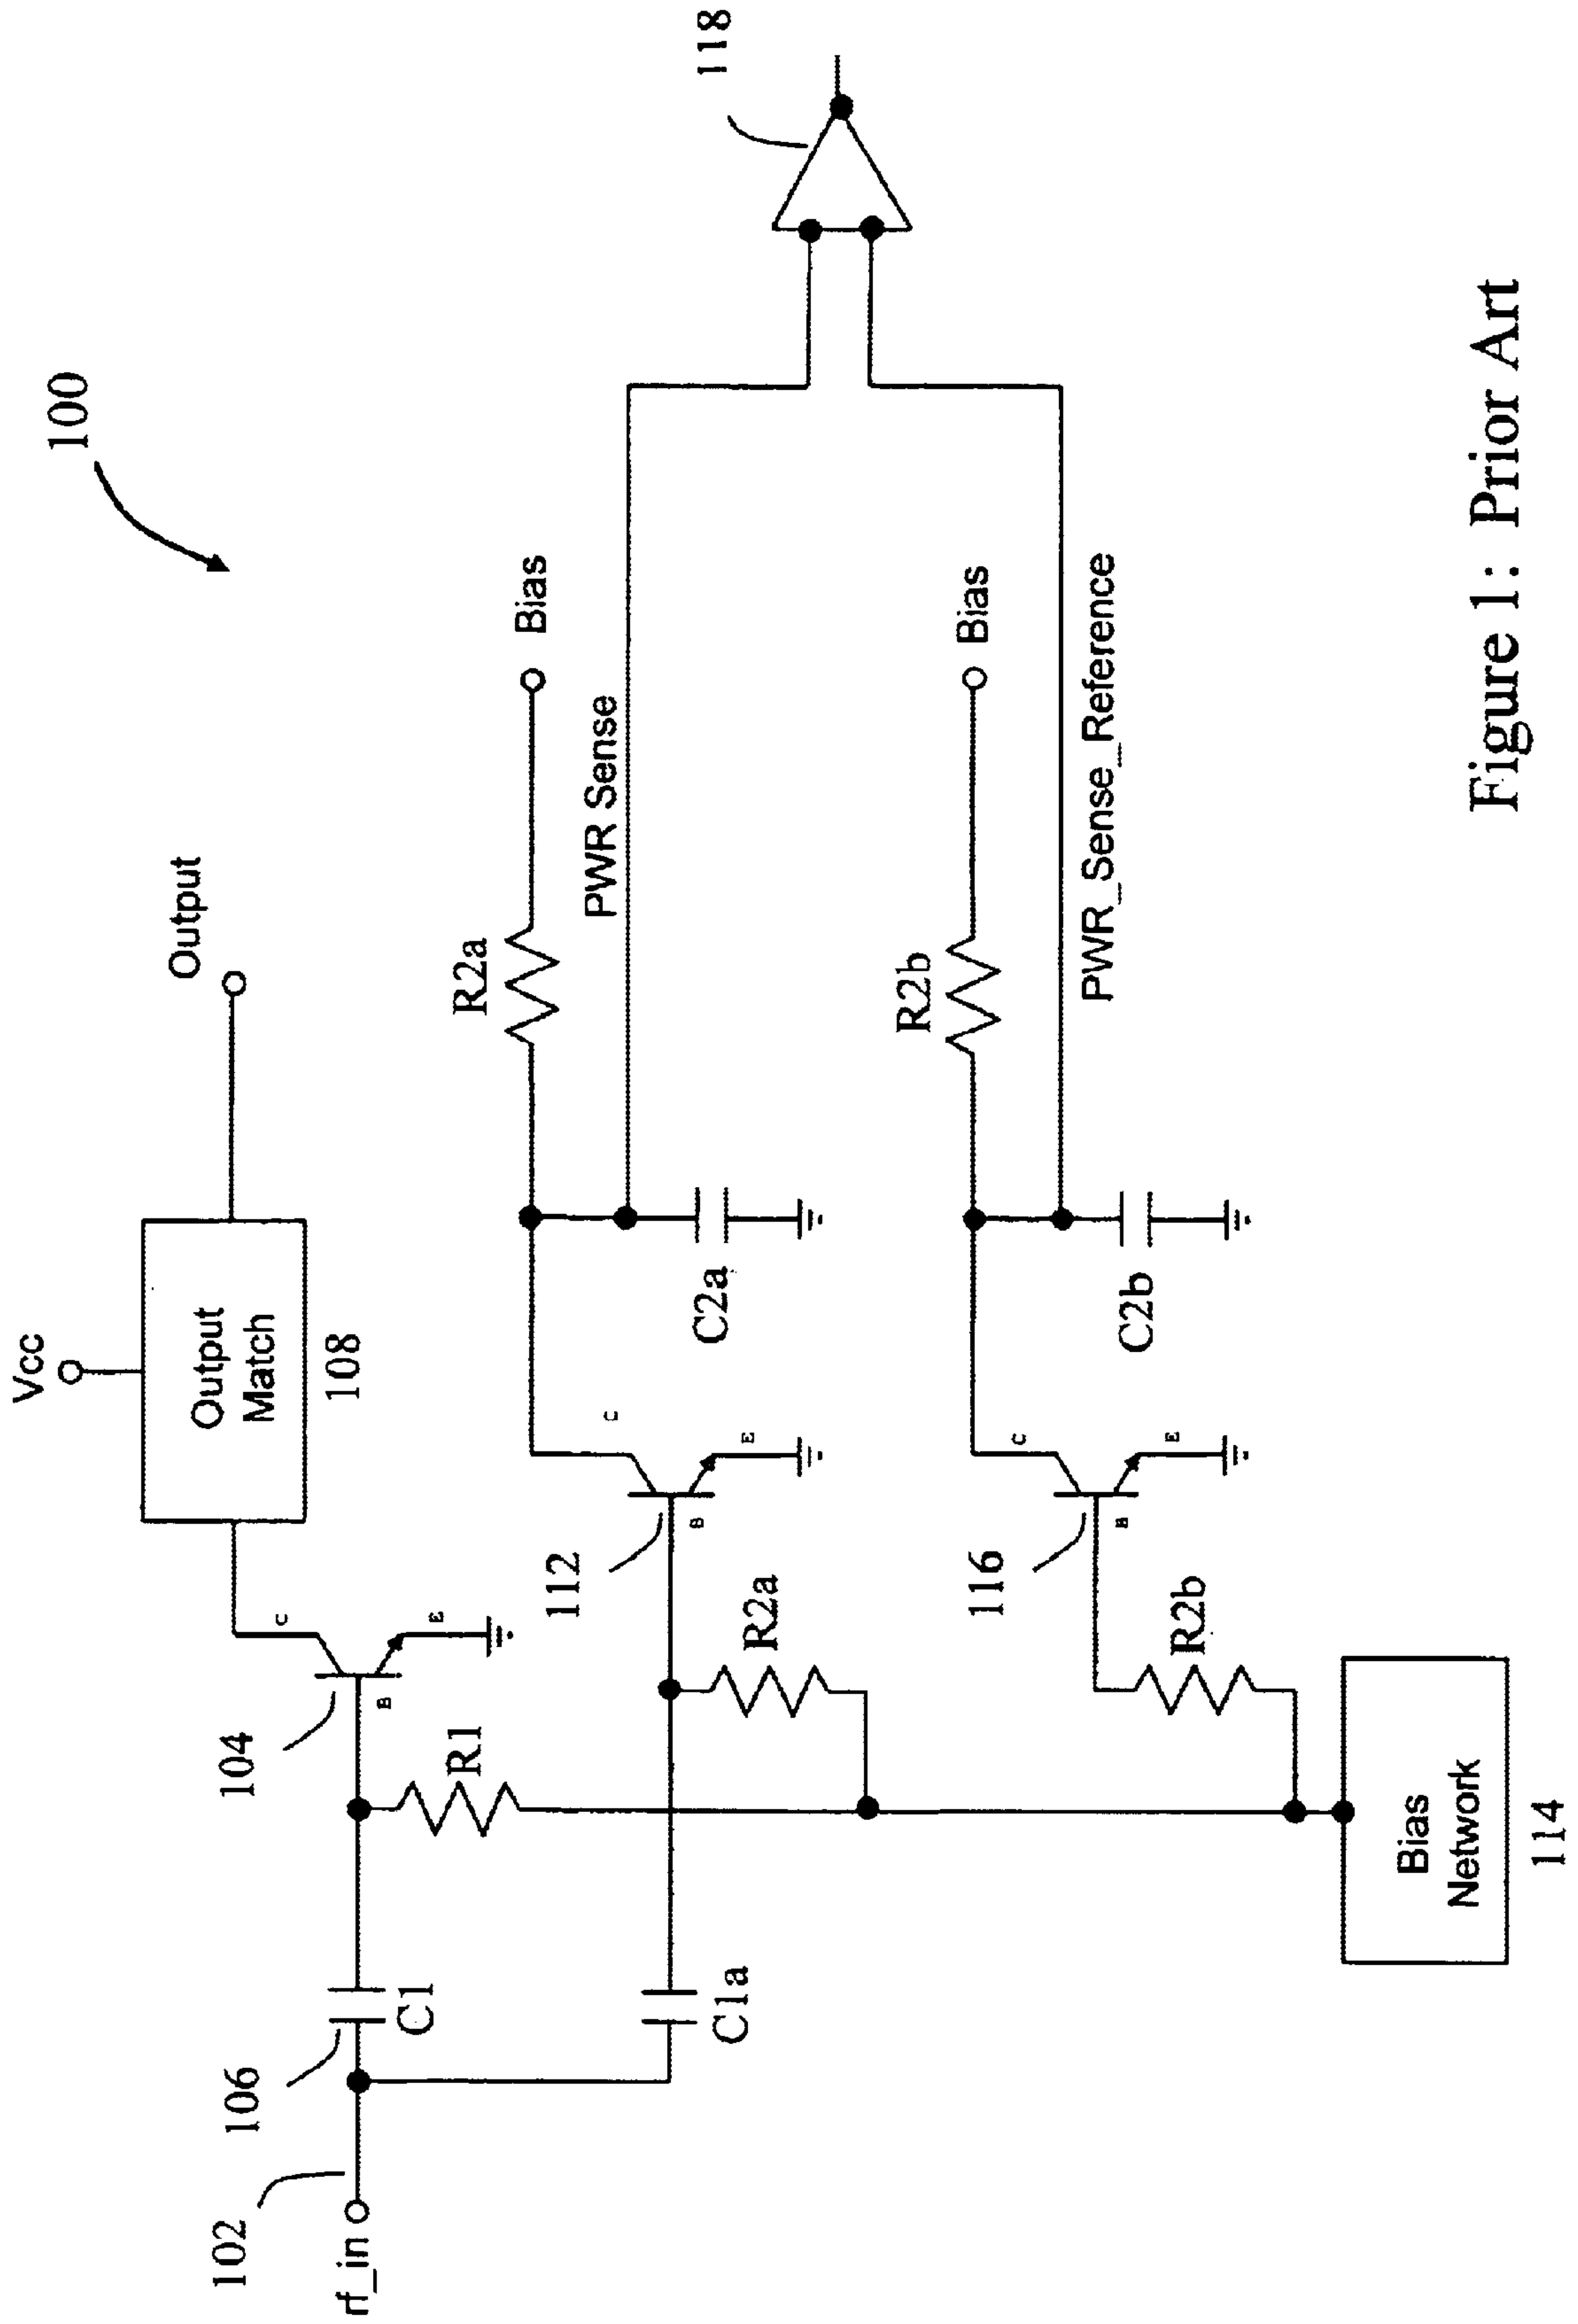 100
Vcc
Output
Match
108
Output
104
C
B
E
106
C1
R1
102
rf_in
C1a
112
C
B
E
R2a
R2a
Bias
PWR Sense
C2a
118
116
C
B
E
R2b
R2b
Bias
PWR_Sense_Reference
C2b
Bias
Network
114
Figure 1: Prior Art